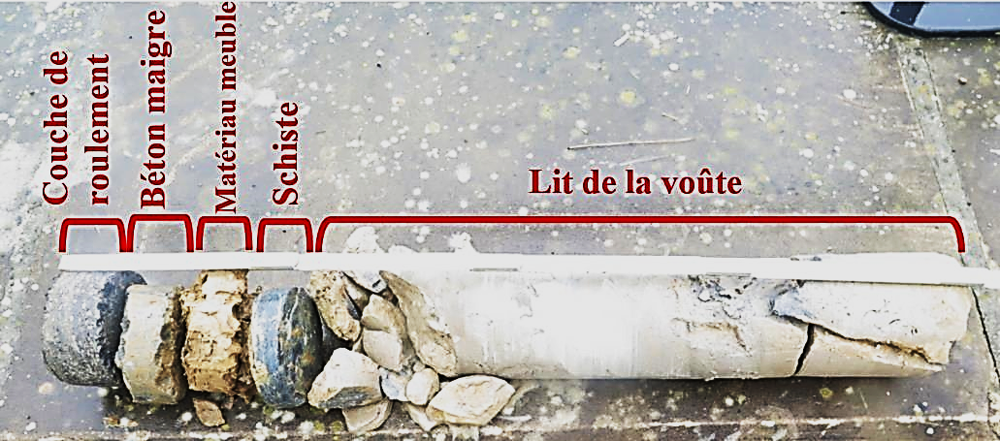 Couche de
roulement
Béton maigre
Matériau meuble
Schiste
Lit de la voûte